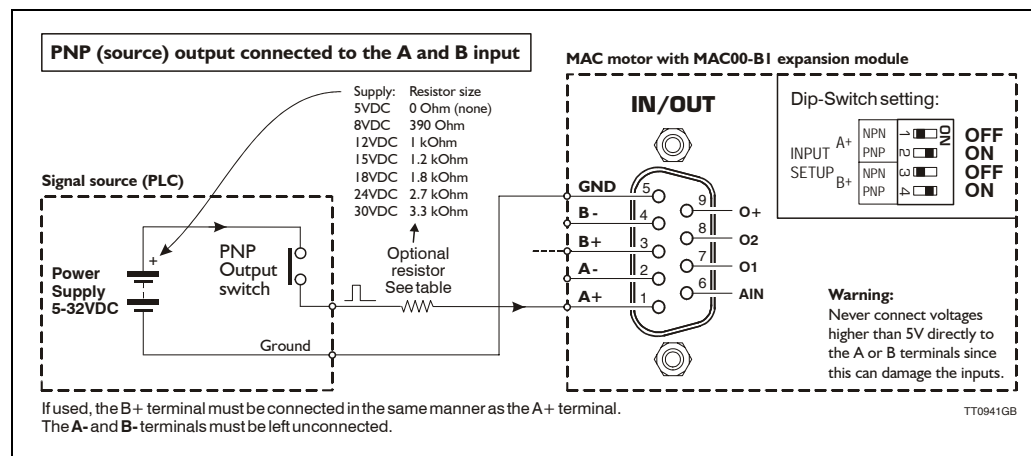 PNP (source) output connected to the A and B input
MAC motor with MAC00-B1 expansion module
Supply: Resistor size
5VDC 0 Ohm (none)
8VDC 390 Ohm
12VDC 1 kOhm
15VDC 1.2 kOhm
18VDC 1.8 kOhm
24VDC 2.7 kOhm
30VDC 3.3 kOhm
Optional
resistor
See table
Signal source (PLC)
+
PNP
Output
switch
Power
Supply
5-32VDC
Ground
IN/OUT
GND
B-
B+
A-
A+
5
4
3
2
1
9
8
7
6
O+
O2
O1
AIN
Dip-Switch setting:
INPUT
SETUP
A+
B+
NPN
PNP
NPN
PNP
1
2
3
4
ON
OFF
ON
OFF
ON
Warning:
Never connect voltages
higher than 5V directly to
the A or B terminals since
this can damage the inputs.
If used, the B+ terminal must be connected in the same manner as the A+ terminal.
The A- and B- terminals must be left unconnected.
TT0941GB